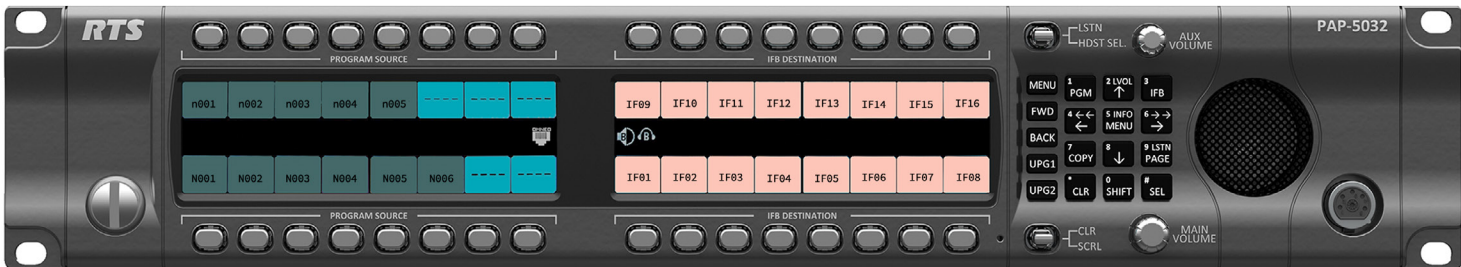 RTS
PROGRAM SOURCE
IFB DESTINATION
n001 n002 n003 n004 n005 ---- ---- ----
IF09 IF10 IF11 IF12 IF13 IF14 IF15 IF16
B B
N001 N002 N003 N004 N005 N006 ---- ----
IF01 IF02 IF03 IF04 IF05 IF06 IF07 IF08
PROGRAM SOURCE
IFB DESTINATION
LSTN
HDST SEL.
AUX
VOLUME
PAP-5032
MENU
FWD
BACK
UPG1
UPG2
1
PGM
2 LVOL
↑
3
IFB
4 ←←
←
5 INFO
MENU
6 →→
→
7
COPY
8
↓
9 LSTN
PAGE
*
CLR
0
SHIFT
#
SEL
CLR
SCRL
MAIN
VOLUME